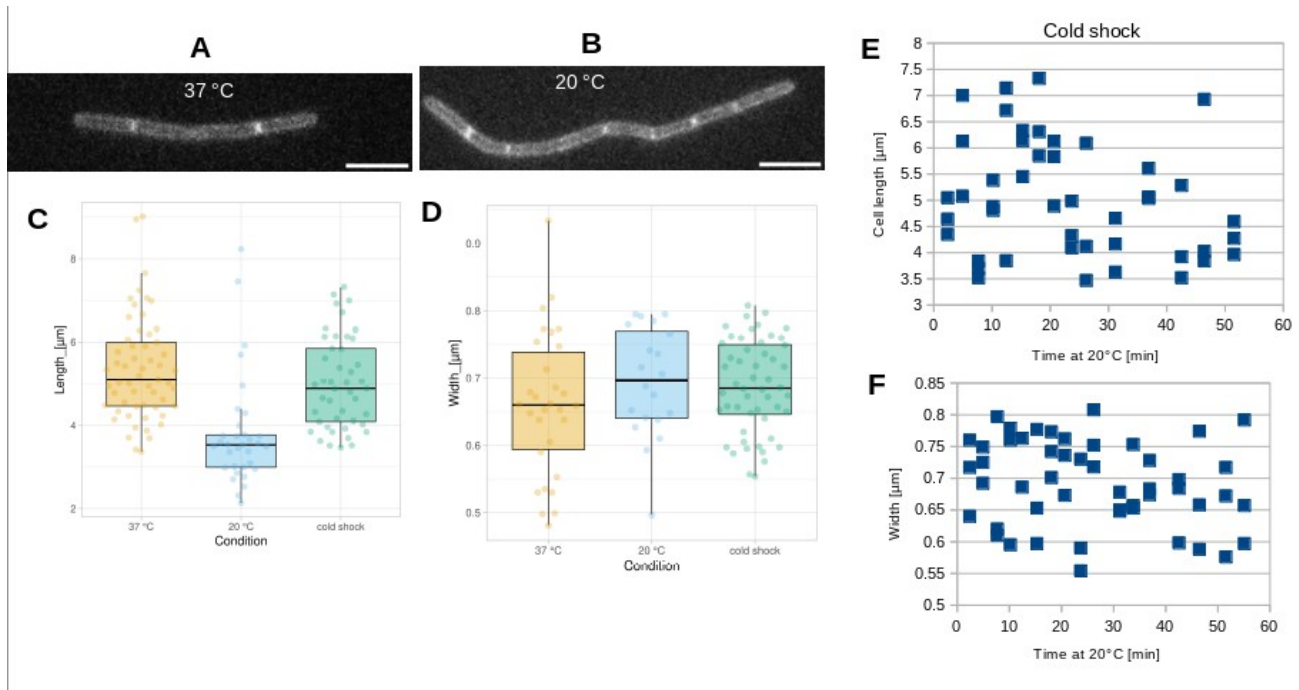 A
37 °C
B
20 °C
C
Length_[µm]
8
6
4
2
37 °C
20 °C
cold shock
Condition
D
Width_[µm]
0.9
0.8
0.7
0.6
0.5
37 °C
20 °C
cold shock
Condition
E
Cold shock
Cell length [µm]
8
7.5
7
6.5
6
5.5
5
4.5
4
3.5
3
0 10 20 30 40 50 60
Time at 20°C [min]
F
Width [µm]
0.85
0.8
0.75
0.7
0.65
0.6
0.55
0.5
0 10 20 30 40 50 60
Time at 20°C [min]